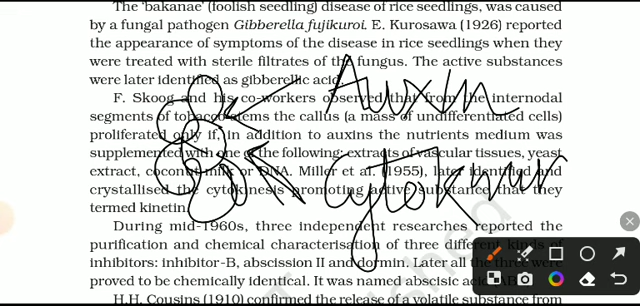 The 'bakanae' (foolish seedling) disease of rice seedlings, was caused
by a fungal pathogen Gibberella fujikuroi. E. Kurosawa (1926) reported
the appearance of symptoms of the disease in rice seedlings when they
were treated with sterile filtrates of the fungus. The active substances
were later identified as gibberellic acid.
Auxin
F. Skoog and his co-workers observed that from the internodal
segments of tobacco stems the callus (a mass of undifferentiated cells)
proliferated only if, in addition to auxins the nutrients medium was
supplemented with one of the following: extracts of vascular tissues, yeast
extract, coconut milk or DNA. Miller et al. (1955), later identified and
crystallised the cytokinesis promoting active substance that they
termed kinetin.
During mid-1960s, three independent researches reported the
purification and chemical characterisation of three different kinds of
inhibitors: inhibitor-B, abscission II and dormin. Later all the three were
proved to be chemically identical. It was named abscisic acid
H.H. Cousins (1910) confirmed the release of a volatile substance from